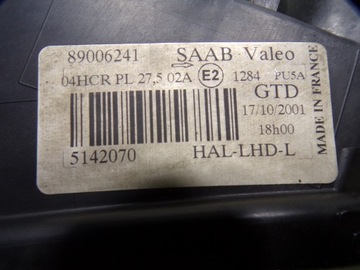 89006241 SAAB Valeo
04HCR PL 27,5 02A E2 1284 PU5A
GTD
17/10/2001
18h00
5142070 HAL-LHD-L
MADE IN FRANCE